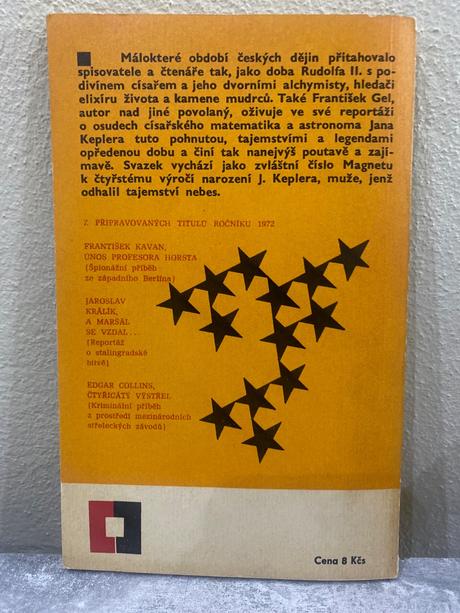 Málokteré období českých dějin přitahovalo
spisovatele a čtenáře tak, jako doba Rudolfa II. s po-
divínem císařem a jeho dvorními alchymisty, hledači
elixíru života a kamene mudrců. Také František Gel,
autor nad jiné povolaný, oživuje ve své reportáži
o osudech císařského matematika a astronoma Jana
Keplera tuto pohnutou, tajemstvími a legendami
opředenou dobu a činí tak nanejvýš poutavě a zají-
mavě. Svazek vychází jako zvláštní číslo Magnetu
k čtyřstému výročí narození J. Keplera, muže, jenž
odhalil tajemství nebes.
Z PŘIPRAVOVANÝCH TITULŮ ROČNÍKU 1972
FRANTIŠEK KAVAN,
ÚNOS PROFESORA HORSTA
(Špionážní příběh
ze západního Berlína)
JAROSLAV
KRÁLÍK,
A MARŠÁL
SE VZDAL...
(Reportáž
o stalingradské
bitvě)
EDGAR COLLINS,
ČTYŘICÁTÝ VÝSTŘEL
(Kriminální příběh
z prostředí mezinárodních
střeleckých závodů)
Cena 8 Kčs